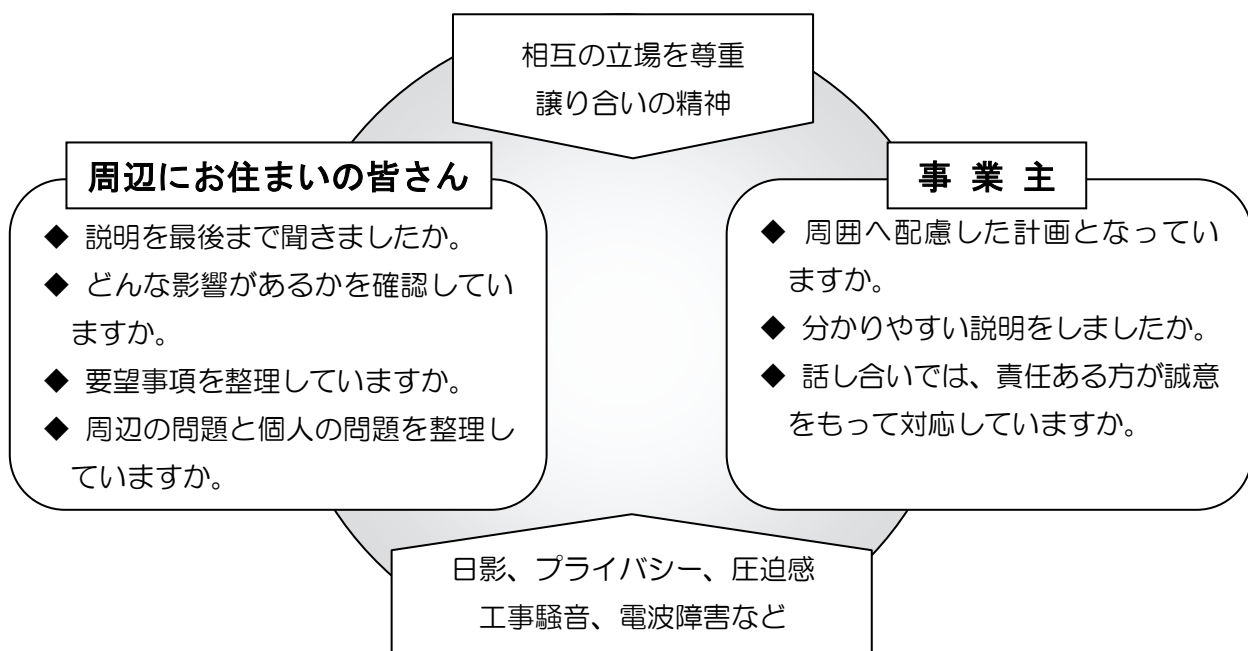 相互の立場を尊重
譲り合いの精神
周辺にお住まいの皆さん
◆ 説明を最後まで聞きましたか。
◆ どんな影響があるかを確認してい
ますか。
◆ 要望事項を整理していますか。
◆ 周辺の問題と個人の問題を整理し
ていますか。
事 業 主
◆ 周囲へ配慮した計画となってい
ますか。
◆ 分かりやすい説明をしましたか。
◆ 話し合いでは、責任ある方が誠意
をもって対応していますか。
日影、プライバシー、圧迫感
工事騒音、電波障害など